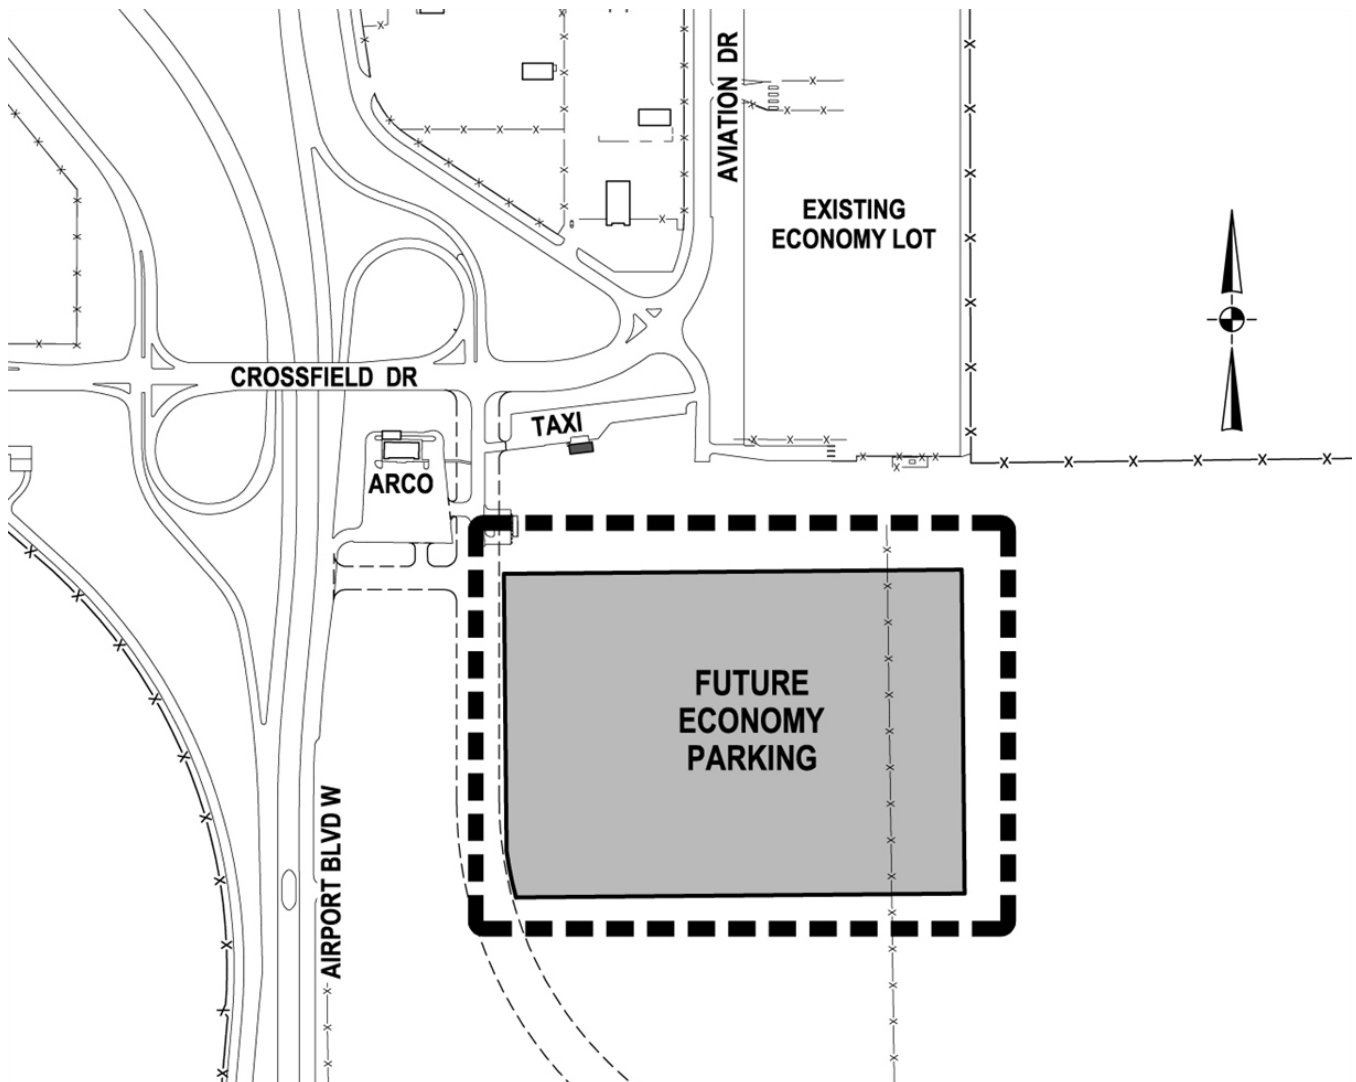 AVIATION DR
EXISTING
ECONOMY LOT
CROSSFIELD DR
TAXI
ARCO
FUTURE
ECONOMY
PARKING
AIRPORT BLVD W